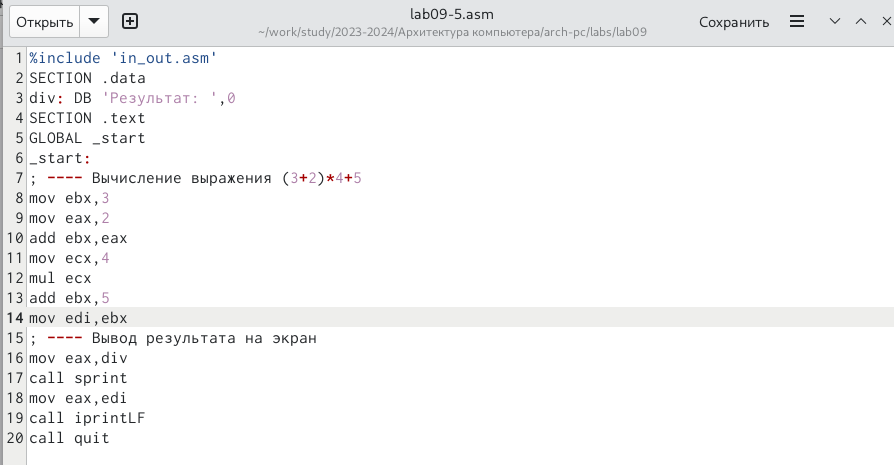 Открыть
lab09-5.asm
~/work/study/2023-2024/Архитектура компьютера/arch-pc/labs/lab09
Сохранить
1 %include 'in_out.asm'
2 SECTION .data
3 div: DB 'Результат: ',0
4 SECTION .text
5 GLOBAL _start
6 _start:
7 ; ---- Вычисление выражения (3+2)*4+5
8 mov ebx,3
9 mov eax,2
10 add ebx,eax
11 mov ecx,4
12 mul ecx
13 add ebx,5
14 mov edi,ebx
15 ; ---- Вывод результата на экран
16 mov eax,div
17 call sprint
18 mov eax,edi
19 call iprintLF
20 call quit